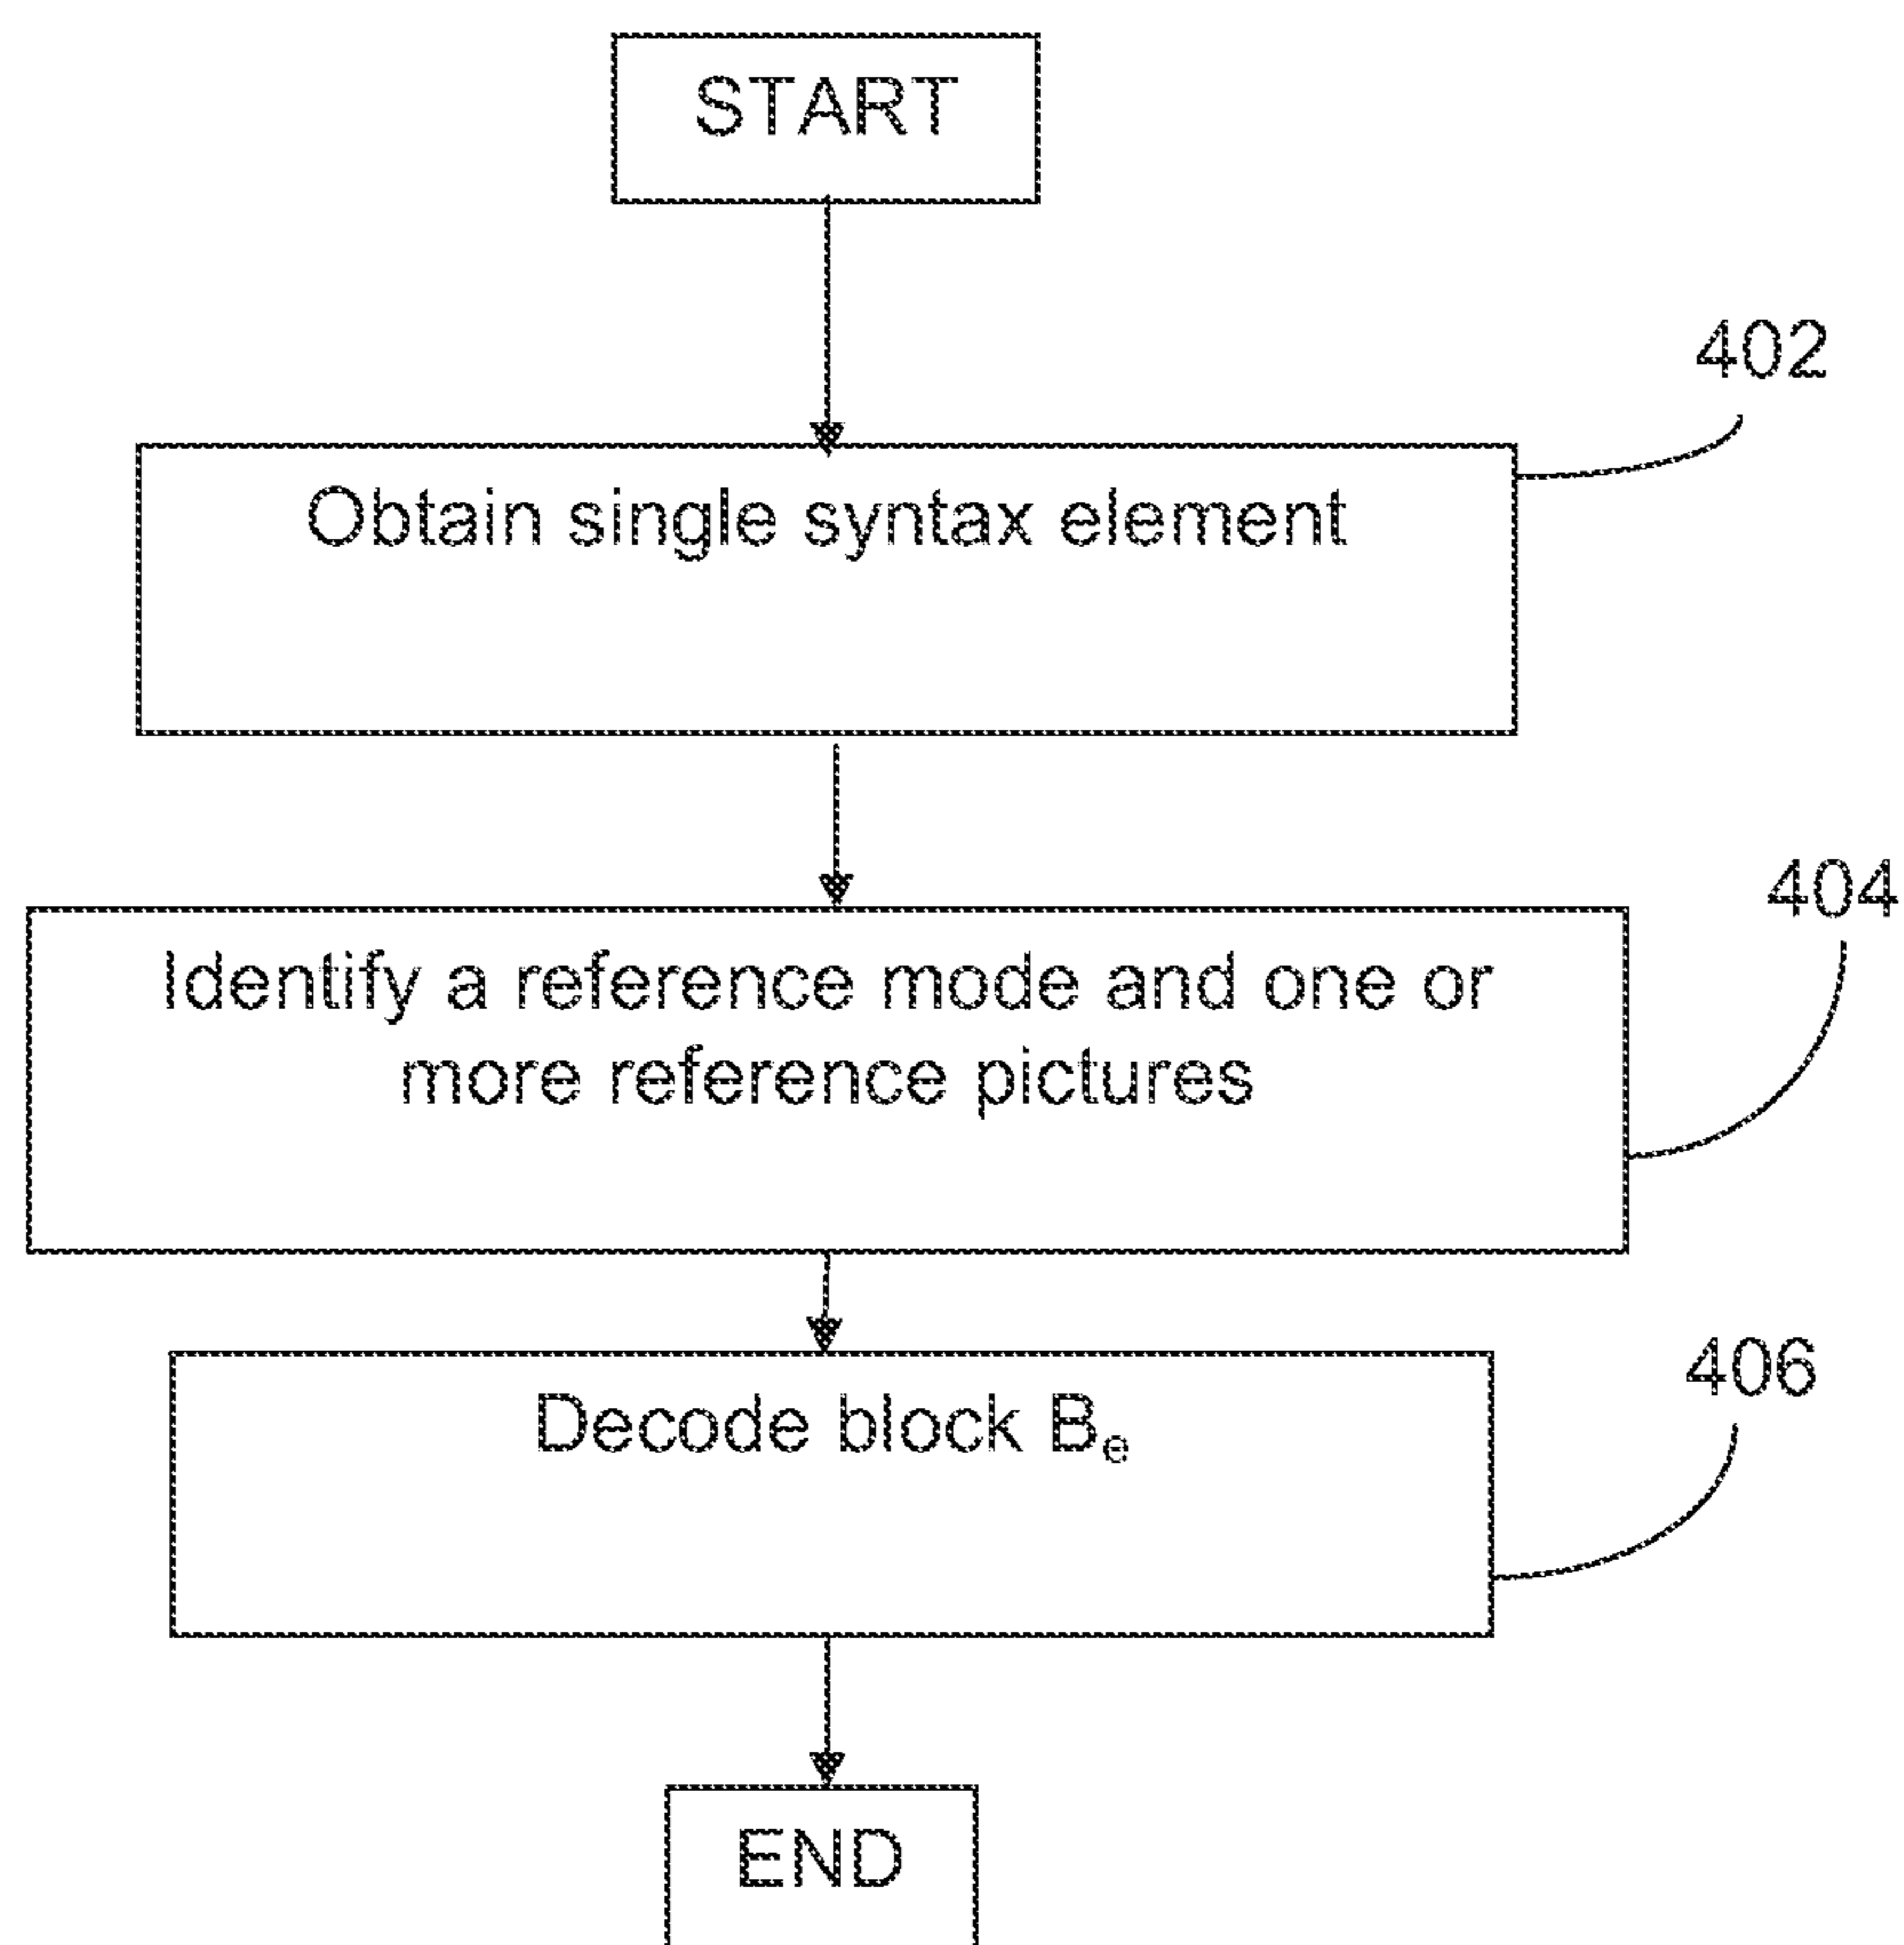 START
402
Obtain single syntax element
404
Identify a reference mode and one or
more reference pictures
406
Decode block Bₑ
END